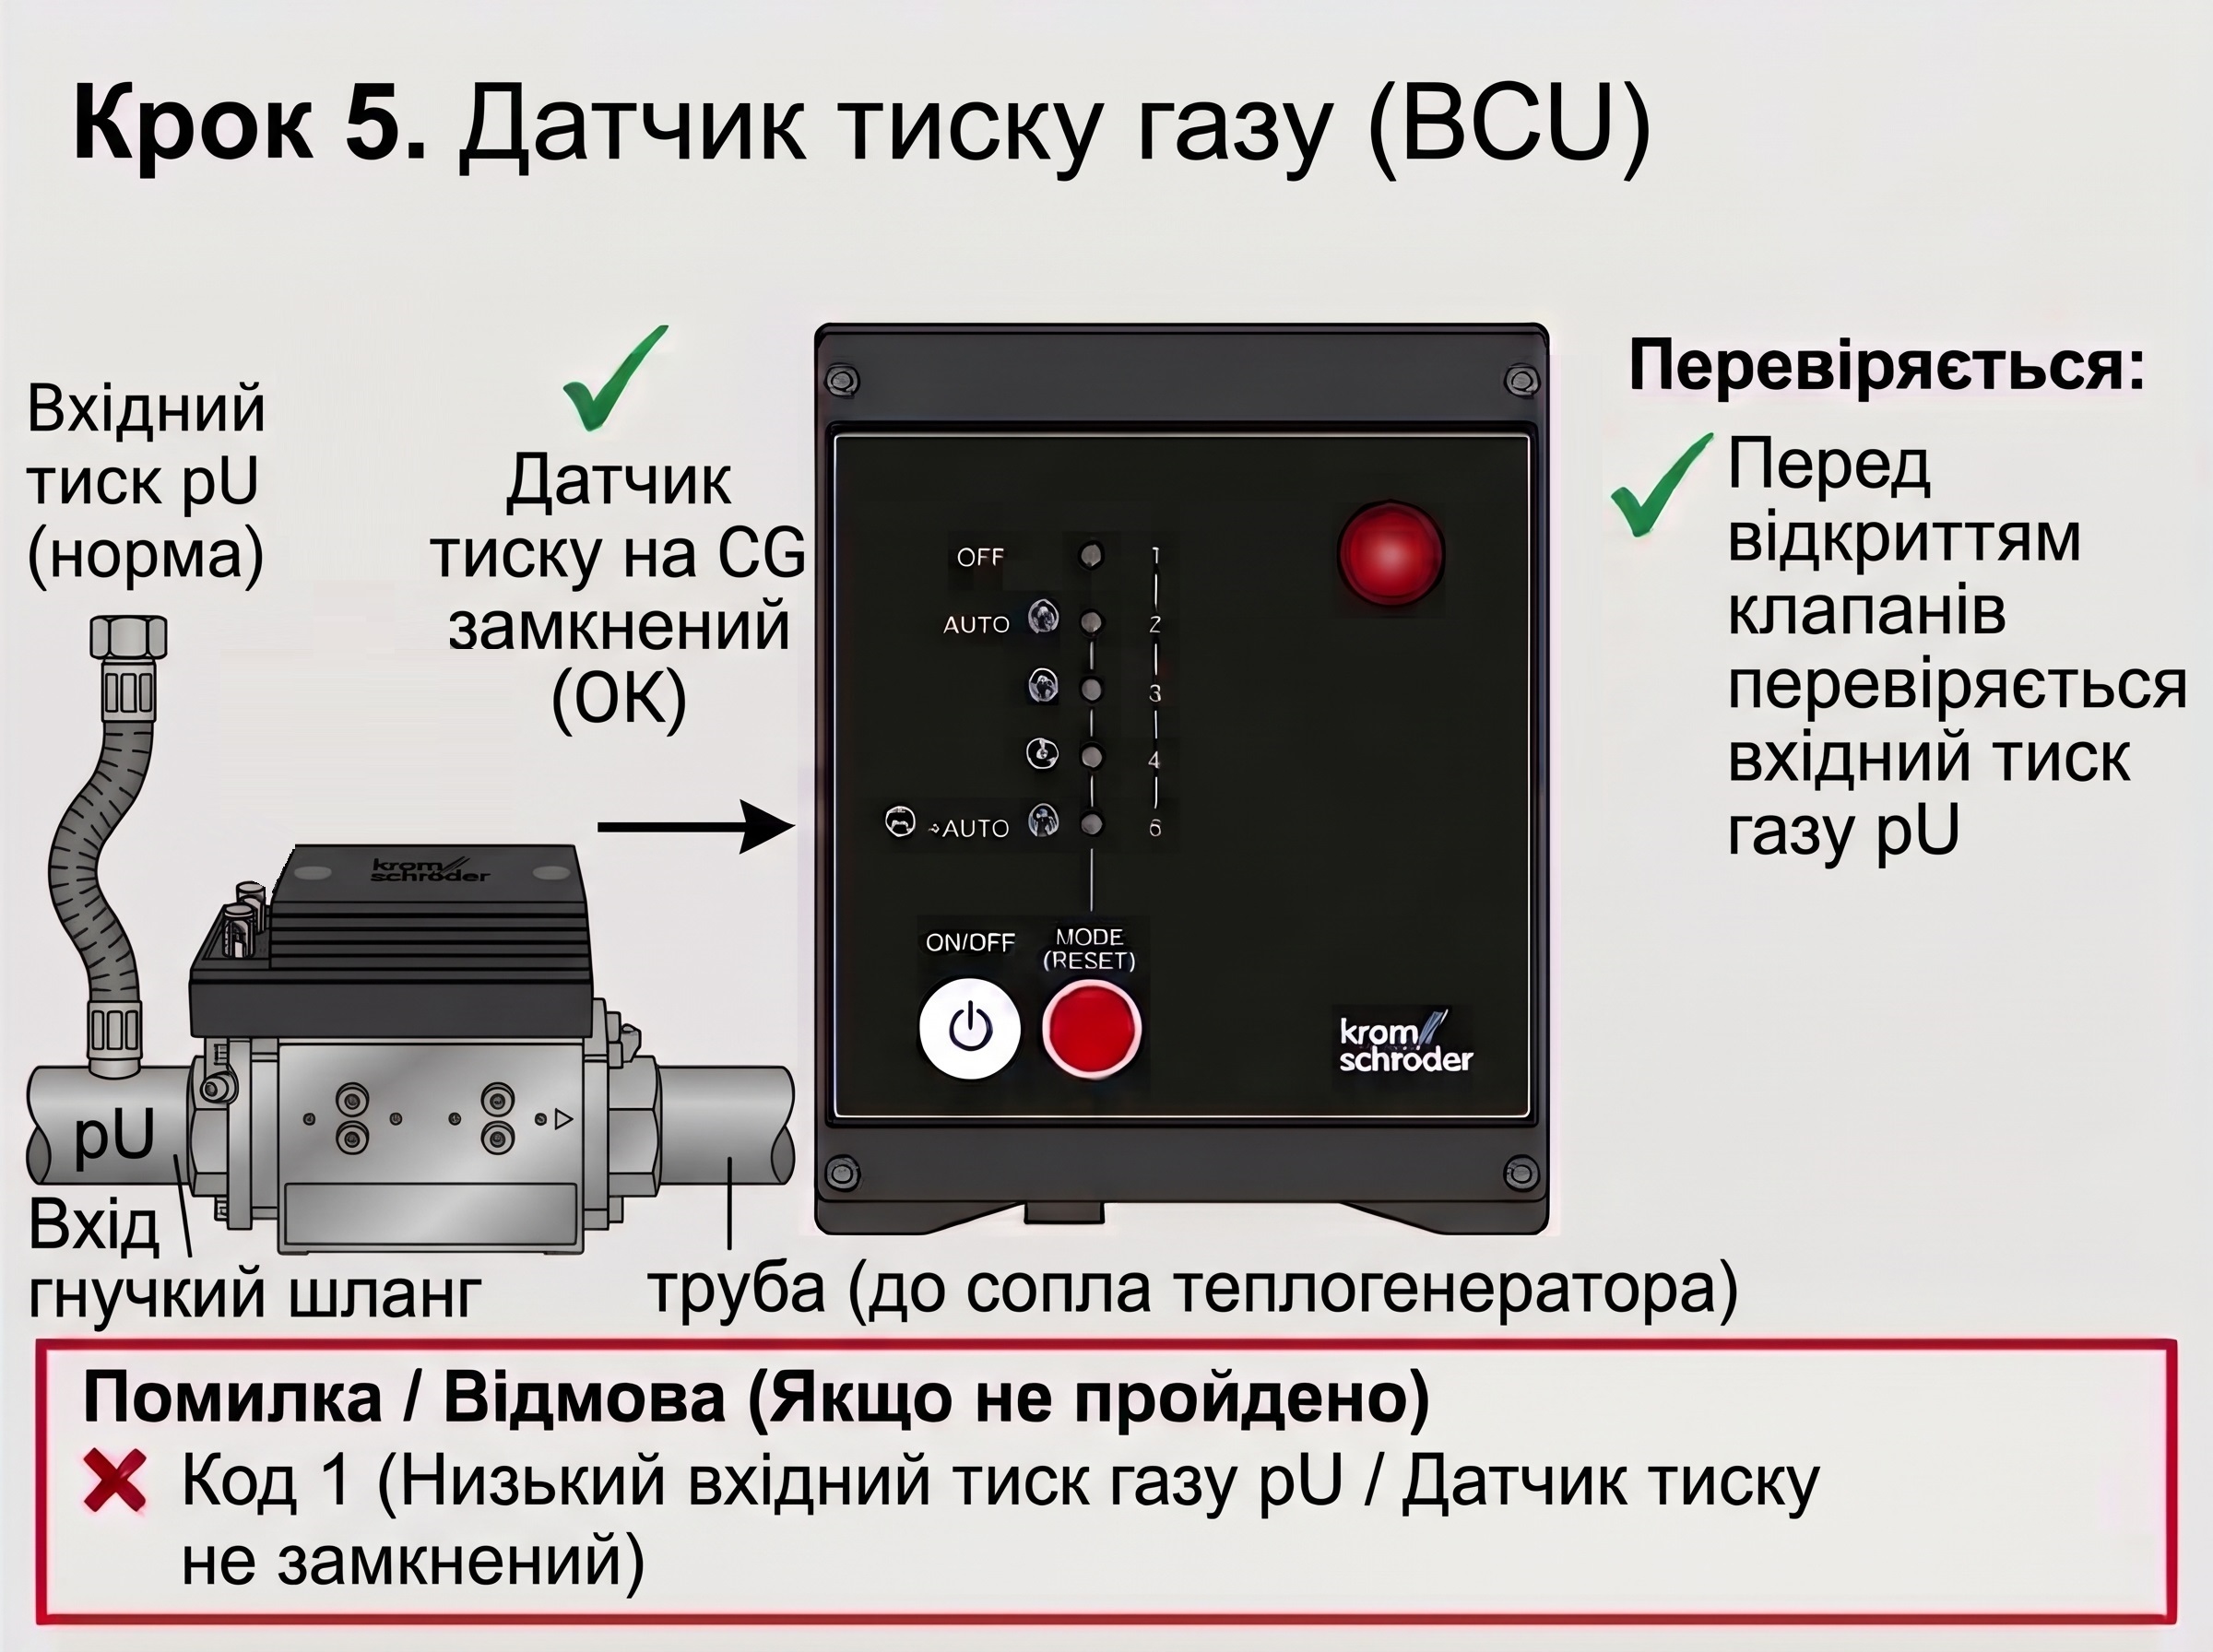 Крок 5. Датчик тиску газу (BCU)
Вхідний
тиск pU
(норма)
Датчик
тиску на CG
замкнений
(ОК)
krom
schröder
pU
Вхід
гнучкий шланг
труба (до сопла теплогенератора)
OFF 1
AUTO 2
3
4
AUTO 6
ON/OFF
MODE
(RESET)
krom
schröder
Перевіряється:
Перед
відкриттям
клапанів
перевіряється
вхідний тиск
газу pU
Помилка / Відмова (Якщо не пройдено)
Код 1 (Низький вхідний тиск газу pU / Датчик тиску
не замкнений)